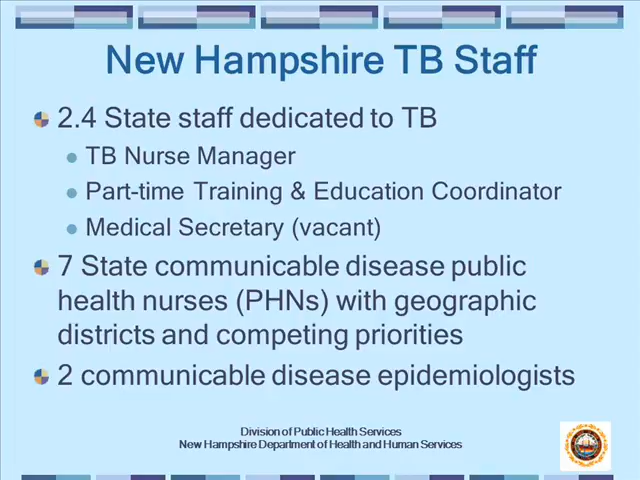 New Hampshire TB Staff
2.4 State staff dedicated to TB
TB Nurse Manager
Part-time Training & Education Coordinator
Medical Secretary (vacant)
7 State communicable disease public
health nurses (PHNs) with geographic
districts and competing priorities
2 communicable disease epidemiologists
Division of Public Health Services
New Hampshire Department of Health and Human Services